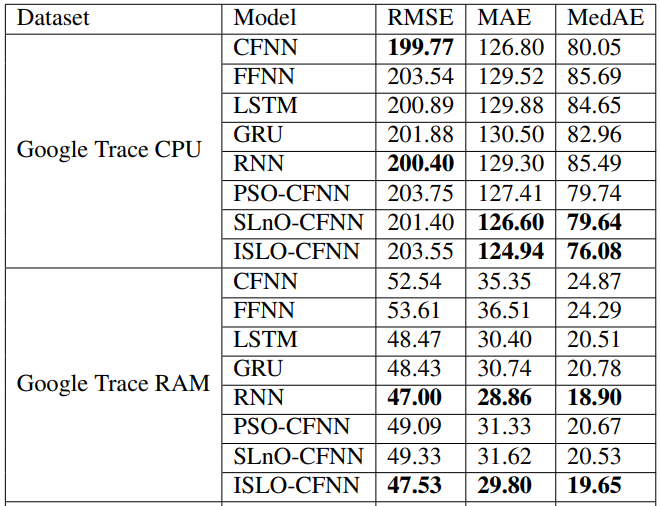 Dataset Model RMSE MAE MedAE
Google Trace CPU
CFNN 199.77 126.80 80.05
FFNN 203.54 129.52 85.69
LSTM 200.89 129.88 84.65
GRU 201.88 130.50 82.96
RNN 200.40 129.30 85.49
PSO-CFNN 203.75 127.41 79.74
SLnO-CFNN 201.40 126.60 79.64
ISLO-CFNN 203.55 124.94 76.08
Google Trace RAM
CFNN 52.54 35.35 24.87
FFNN 53.61 36.51 24.29
LSTM 48.47 30.40 20.51
GRU 48.43 30.74 20.78
RNN 47.00 28.86 18.90
PSO-CFNN 49.09 31.33 20.67
SLnO-CFNN 49.33 31.62 20.53
ISLO-CFNN 47.53 29.80 19.65